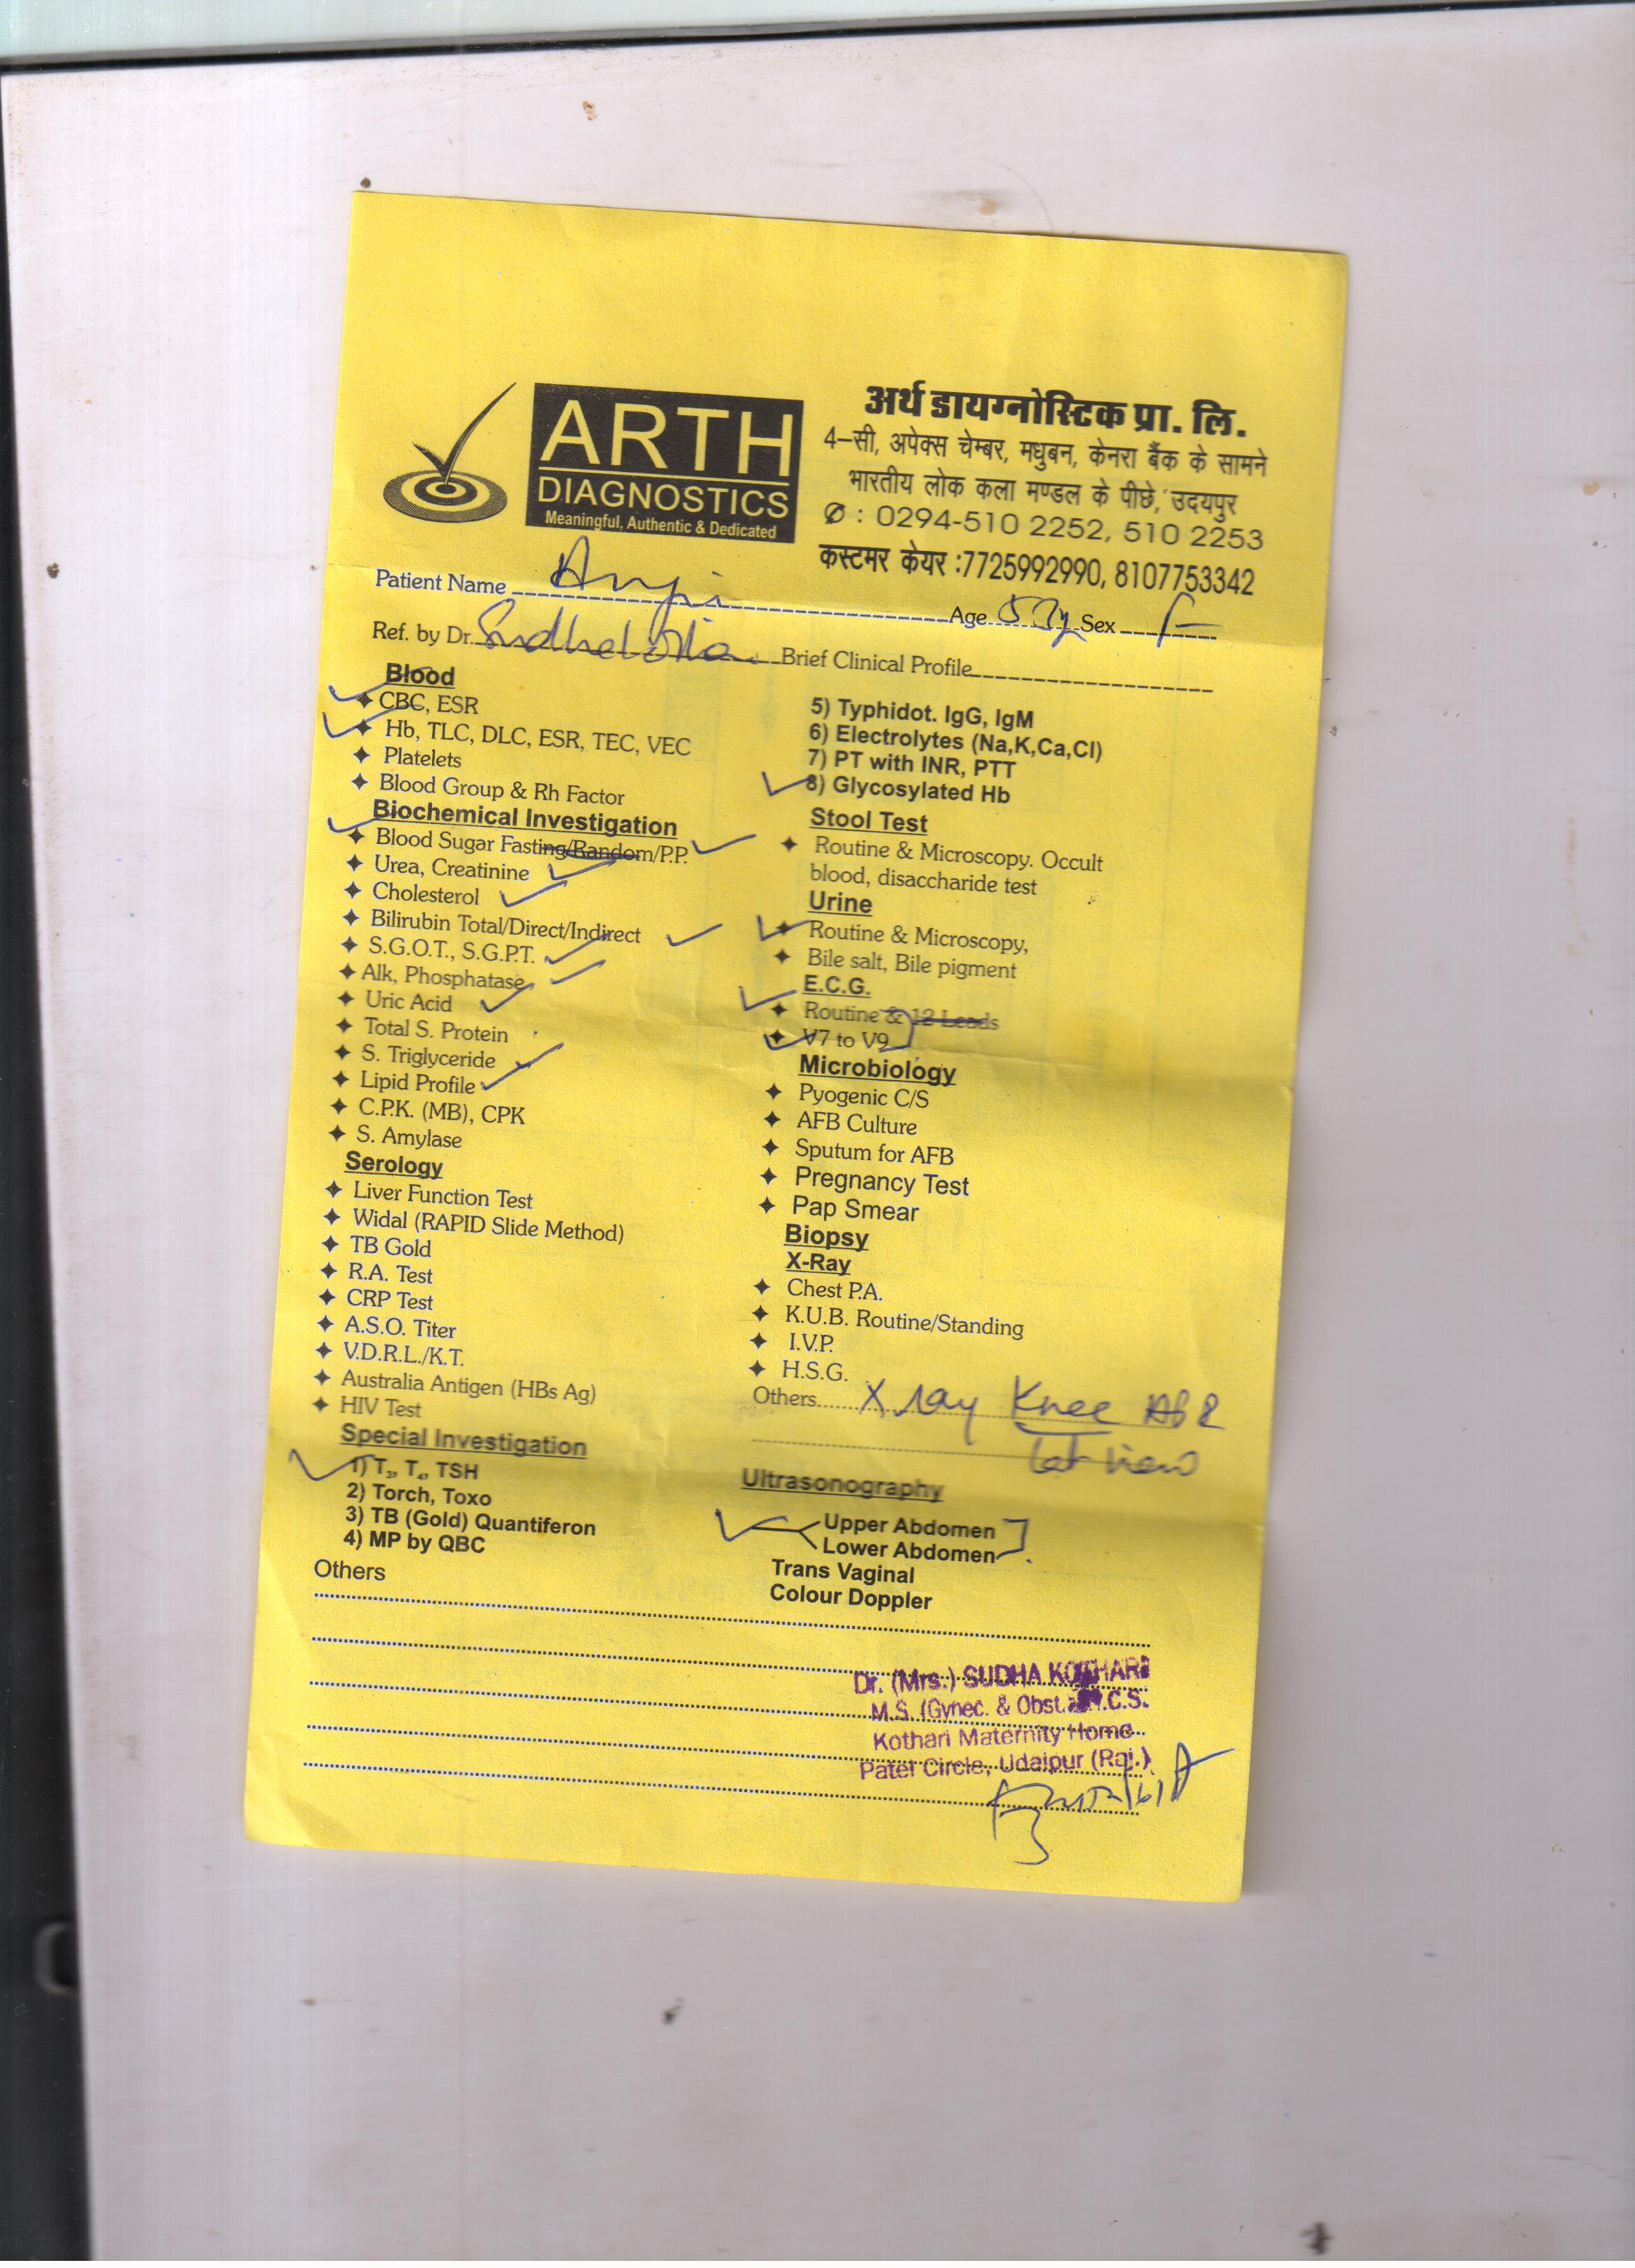 ARTH
DIAGNOSTICS
Meaningful, Authentic & Dedicated
अर्थ डायग्नोस्टिक प्रा. लि.
4-सी, अपेक्स चेम्बर, मधुबन, केनरा बैंक के सामने
भारतीय लोक कला मण्डल के पीछे, उदयपुर
: 0294-510 2252, 510 2253
कस्टमर केयर :7725992990, 8107753342
Patient Name
Age Sex F
Ref. by Dr. Brief Clinical Profile
Blood
CBC, ESR
Hb, TLC, DLC, ESR, TEC, VEC
Platelets
Blood Group & Rh Factor
Biochemical Investigation
Blood Sugar Fasting/Random/P.P.
Urea, Creatinine
Cholesterol
Bilirubin Total/Direct/Indirect
S.G.O.T., S.G.P.T.
Alk, Phosphatase
Uric Acid
Total S. Protein
S. Triglyceride
Lipid Profile
C.P.K. (MB), CPK
S. Amylase
Serology
Liver Function Test
Widal (RAPID Slide Method)
TB Gold
R.A. Test
CRP Test
A.S.O. Titer
V.D.R.L./K.T.
Australia Antigen (HBs Ag)
HIV Test
Special Investigation
1) T₃, T₄, TSH
2) Torch, Toxo
3) TB (Gold) Quantiferon
4) MP by QBC
Others
5) Typhidot. IgG, IgM
6) Electrolytes (Na,K,Ca,Cl)
7) PT with INR, PTT
8) Glycosylated Hb
Stool Test
Routine & Microscopy. Occult
blood, disaccharide test
Urine
Routine & Microscopy,
Bile salt, Bile pigment
E.C.G.
Routine & 12 Leads
V7 to V9
Microbiology
Pyogenic C/S
AFB Culture
Sputum for AFB
Pregnancy Test
Pap Smear
Biopsy
X-Ray
Chest P.A.
K.U.B. Routine/Standing
I.V.P.
H.S.G.
Others X ray Knee
Lat view
Ultrasonography
Upper Abdomen
Lower Abdomen
Trans Vaginal
Colour Doppler
Dr. (Mrs.) SUDHA KOTHARI
M.S. (Gynec. & Obst.
Kothari Maternity Home
Patel Circle, Udaipur (Raj.)